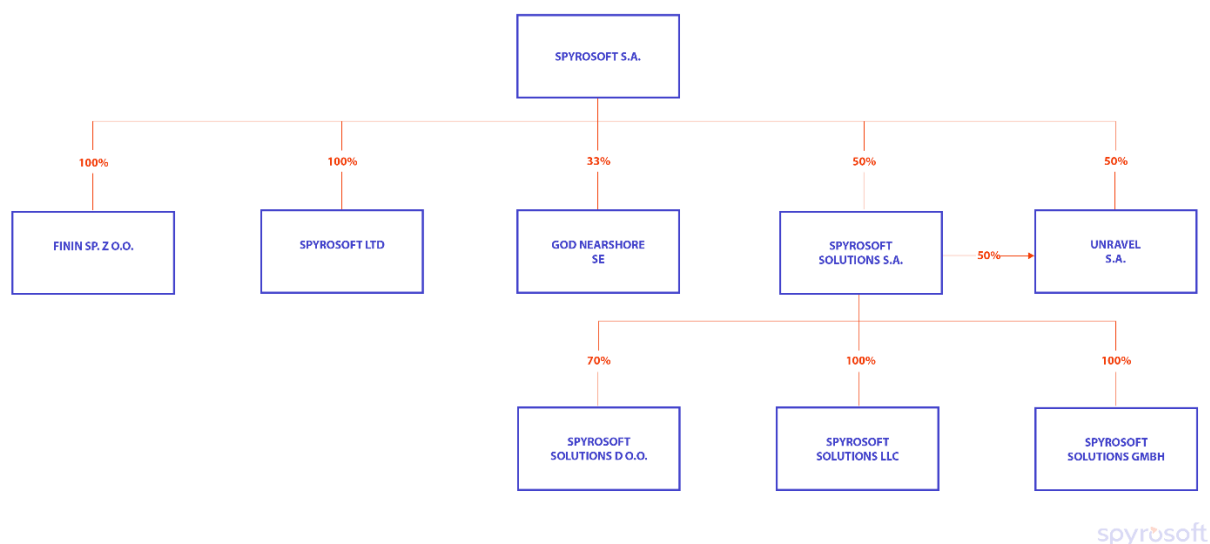 SPYROSOFT S.A.
100%
100%
33%
50%
50%
FININ SP. Z O.O.
SPYROSOFT LTD
GOD NEARSHORE
SE
SPYROSOFT
SOLUTIONS S.A.
50%
UNRAVEL
S.A.
70%
100%
100%
SPYROSOFT
SOLUTIONS D O.O.
SPYROSOFT
SOLUTIONS LLC
SPYROSOFT
SOLUTIONS GMBH
spyrosoft